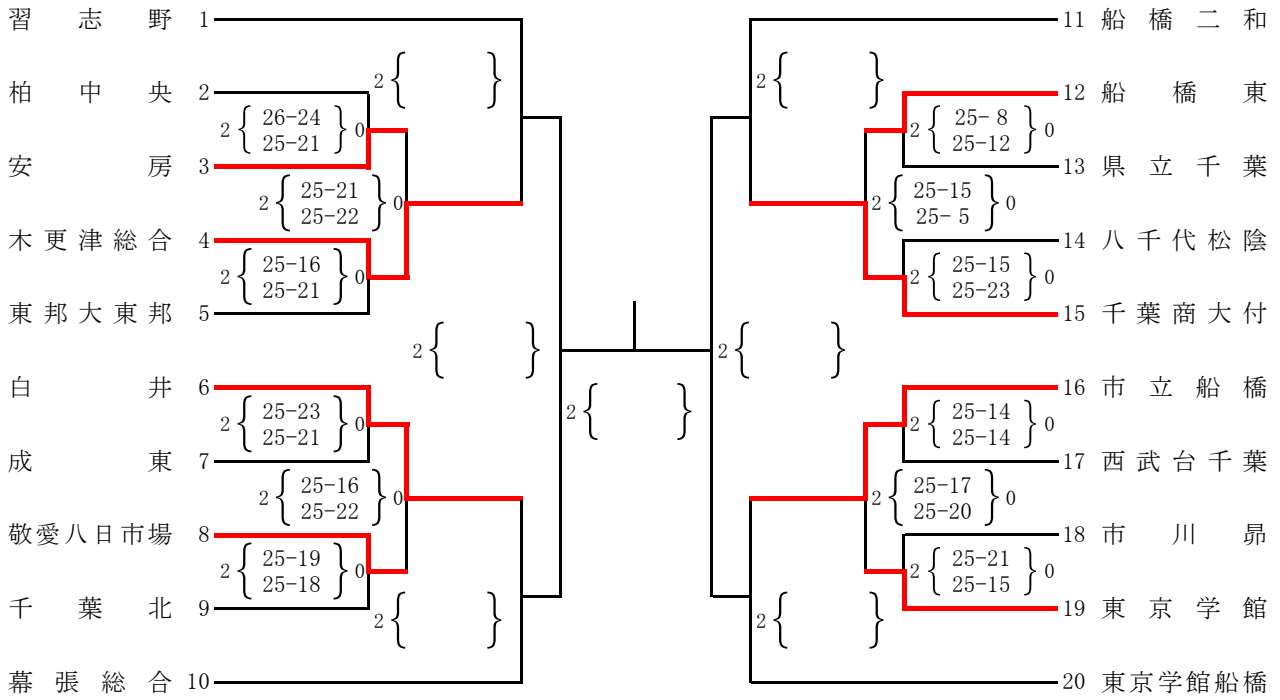 習志野 1
2
柏中央 2
2 26-24 0
25-21
安房 3
2 25-21 0
25-22
木更津総合 4
2 25-16 0
25-21
東邦大東邦 5
2
白井 6
2 25-23 0
25-21
成東 7
2 25-16 0
25-22
敬愛八日市場 8
2 25-19 0
25-18
千葉北 9
2
幕張総合 10
2
11 船橋二和
2
12 船橋東
2 25- 8 0
25-12
13 県立千葉
2 25-15 0
25- 5
14 八千代松陰
2 25-15 0
25-23
15 千葉商大付
2
16 市立船橋
2 25-14 0
25-14
17 西武台千葉
2 25-17 0
25-20
18 市川昴
2 25-21 0
25-15
19 東京学館
2
20 東京学館船橋